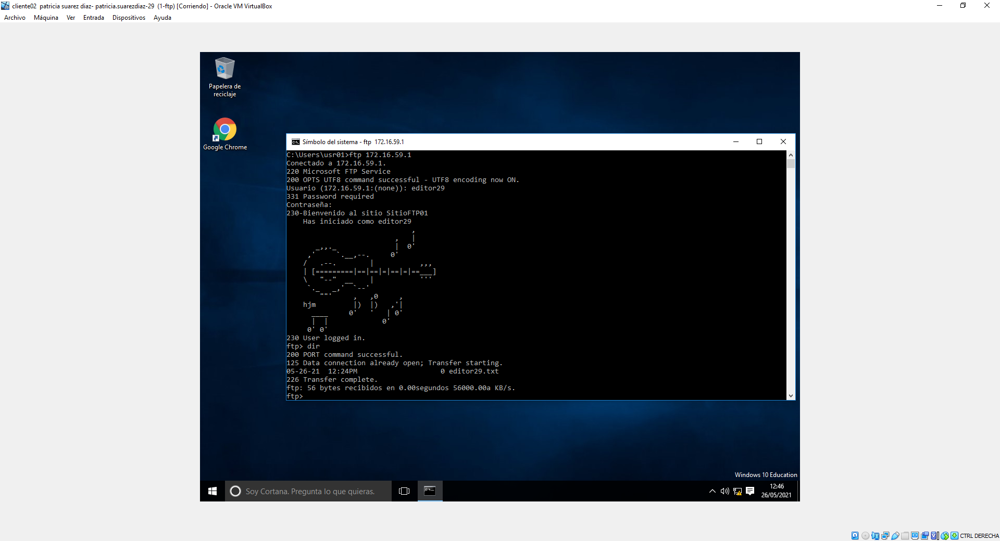 cliente02  patricia suarez diaz- patricia.suarezdiaz-29  (1-ftp) [Corriendo] - Oracle VM VirtualBox
Archivo Máquina Ver Entrada Dispositivos Ayuda
Papelera de
reciclaje
Google Chrome
Símbolo del sistema - ftp  172.16.59.1
C:\Users\usr01>ftp 172.16.59.1
Conectado a 172.16.59.1.
220 Microsoft FTP Service
200 OPTS UTF8 command successful - UTF8 encoding now ON.
Usuario (172.16.59.1:(none)): editor29
331 Password required
Contraseña:
230-Bienvenido al sitio SitioFTP01
    Has iniciado como editor29
                              ,
                          ,   |
       _,,._              |  0'
     ,'     `.__,--.     0'
    /   .--.        |           ,,,
    | [=========|==|==|=|==|=|==___]
    \   "--"  __    |           '''
     `._   _,'  `--'
        ""'     ,   ,0     ,
    hjm         |)  |)   ,'|
      ____     0'   '   | 0'
      |  |             0'
     0' 0'
230 User logged in.
ftp> dir
200 PORT command successful.
125 Data connection already open; Transfer starting.
05-26-21  12:24PM                    0 editor29.txt
226 Transfer complete.
ftp: 56 bytes recibidos en 0.00segundos 56000.00a KB/s.
ftp>
Windows 10 Education
Soy Cortana. Pregunta lo que quieras.
12:46
26/05/2021
CTRL DERECHA